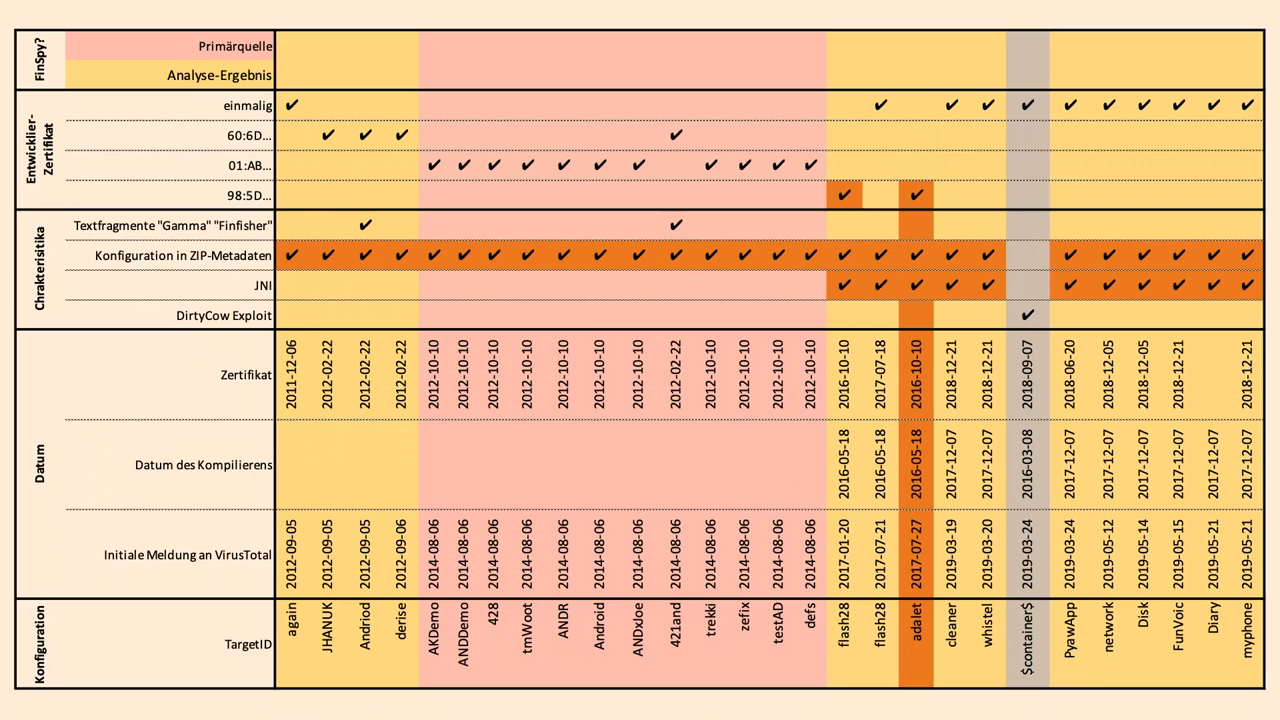 FinSpy?
Primärquelle
Analyse-Ergebnis
Entwicklier-
Zertifikat
einmalig ✔ ✔ ✔ ✔ ✔ ✔ ✔ ✔ ✔ ✔ ✔
60:6D... ✔ ✔ ✔ ✔
01:AB... ✔ ✔ ✔ ✔ ✔ ✔ ✔ ✔ ✔ ✔ ✔
98:5D... ✔ ✔
Chrakterisitika
Textfragmente "Gamma" "Finfisher" ✔ ✔
Konfiguration in ZIP-Metadaten ✔ ✔ ✔ ✔ ✔ ✔ ✔ ✔ ✔ ✔ ✔ ✔ ✔ ✔ ✔ ✔ ✔ ✔ ✔ ✔ ✔ ✔ ✔ ✔ ✔ ✔ ✔
JNI ✔ ✔ ✔ ✔ ✔ ✔ ✔ ✔ ✔ ✔ ✔
DirtyCow Exploit ✔
Datum
Zertifikat 2011-12-06 2012-02-22 2012-02-22 2012-02-22 2012-10-10 2012-10-10 2012-10-10 2012-10-10 2012-10-10 2012-10-10 2012-10-10 2012-02-22 2012-10-10 2012-10-10 2012-10-10 2012-10-10 2016-10-10 2017-07-18 2016-10-10 2018-12-21 2018-12-21 2018-09-07 2018-06-20 2018-12-05 2018-12-05 2018-12-21 2018-12-21
Datum des Kompilierens 2016-05-18 2016-05-18 2016-05-18 2017-12-07 2017-12-07 2016-03-08 2017-12-07 2017-12-07 2017-12-07 2017-12-07 2017-12-07 2017-12-07
Initiale Meldung an VirusTotal 2012-09-05 2012-09-05 2012-09-05 2012-09-06 2014-08-06 2014-08-06 2014-08-06 2014-08-06 2014-08-06 2014-08-06 2014-08-06 2014-08-06 2014-08-06 2014-08-06 2014-08-06 2014-08-06 2017-01-20 2017-07-21 2017-07-27 2019-03-19 2019-03-20 2019-03-24 2019-03-24 2019-05-12 2019-05-14 2019-05-15 2019-05-21 2019-05-21
Konfiguration
TargetID again JHANUK Andriod derise AKDemo ANDDemo 428 tmWoot ANDR Android ANDxJoe 421and trekki zefix testAD defs flash28 flash28 adalet cleaner whistel $container$ PyawApp network Disk FunVoic Diary myphone